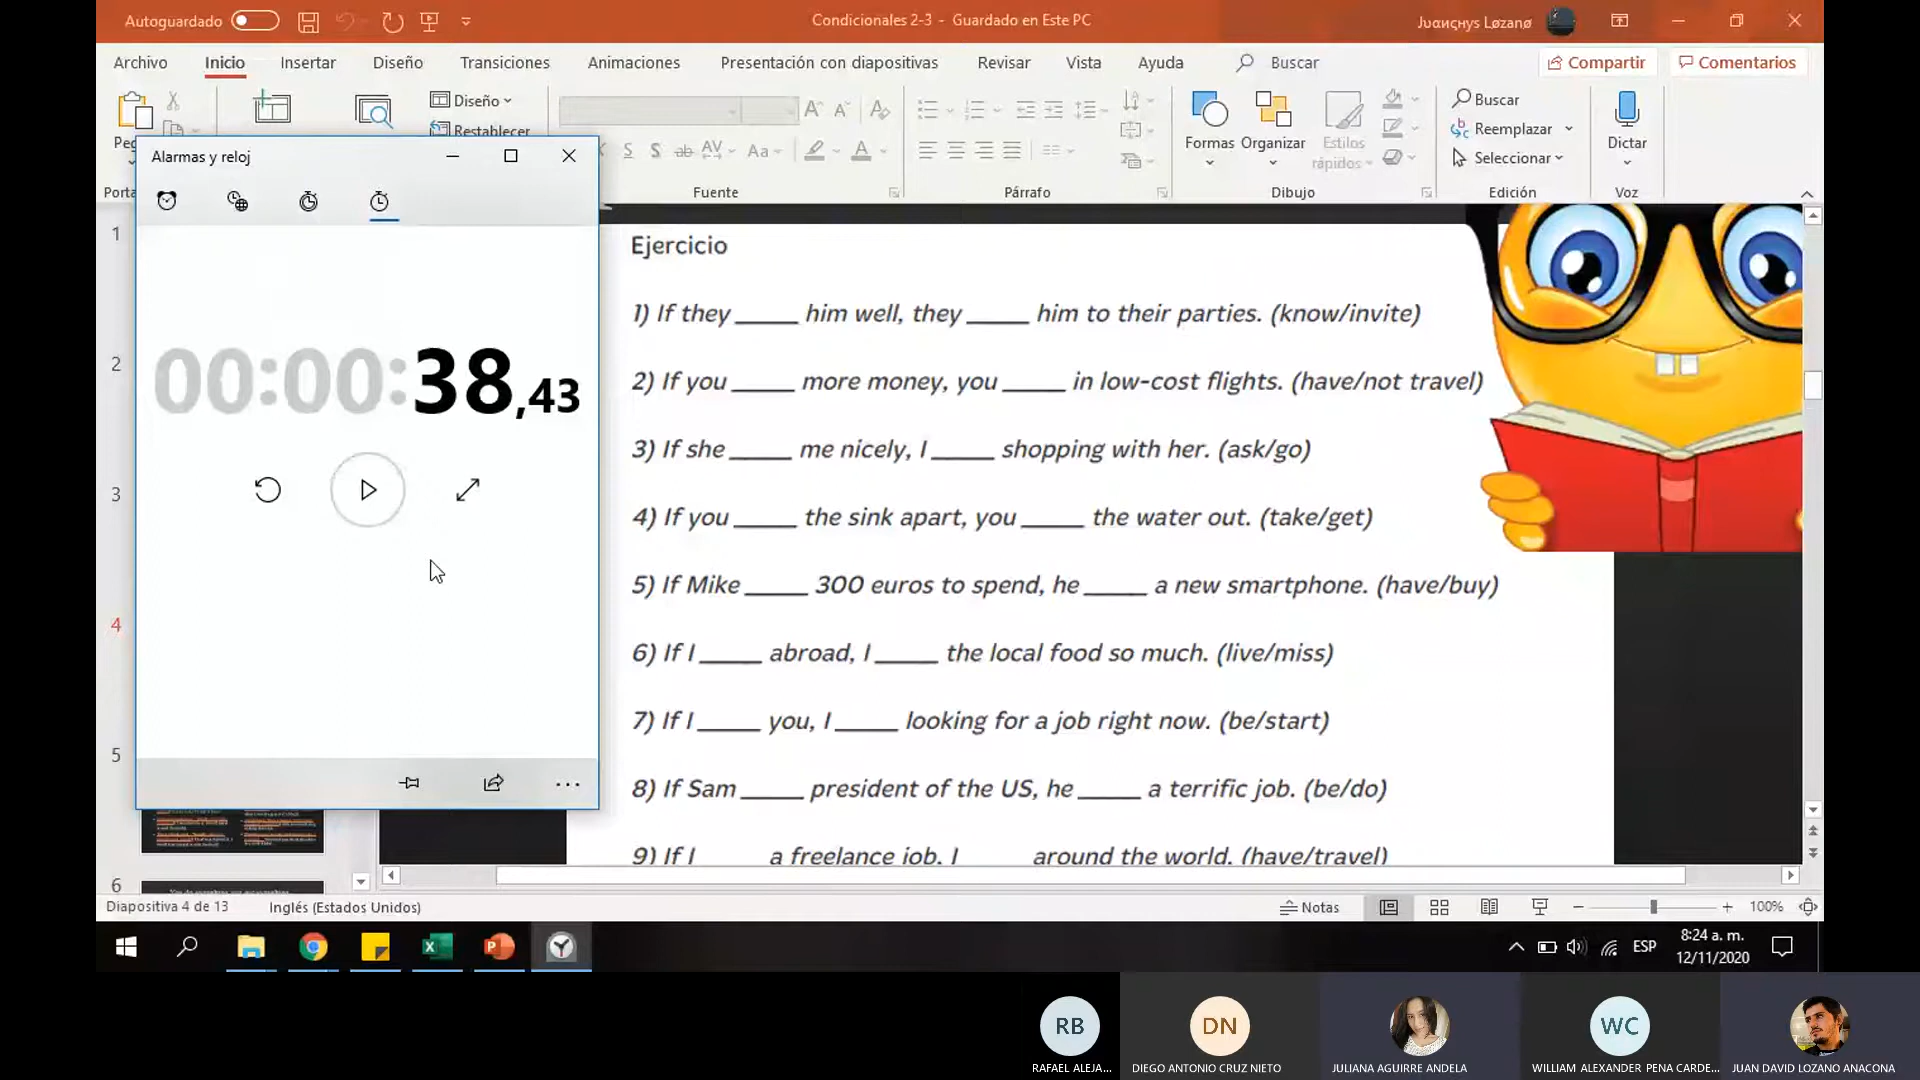 Autoguardado
Condicionales 2-3 - Guardado en Este PC
Jυαɳςнуs Løzanø
Archivo Inicio Insertar Diseño Transiciones Animaciones Presentación con diapositivas Revisar Vista Ayuda Buscar Compartir Comentarios
Diseño
Restablecer
Formas Organizar Estilos rápidos
Buscar
Reemplazar
Seleccionar
Dictar
Fuente Párrafo Dibujo Edición Voz
Alarmas y reloj
00:00:38,43
1
2
3
4
5
6
Ejercicio
1) If they _____ him well, they _____ him to their parties. (know/invite)
2) If you _____ more money, you _____ in low-cost flights. (have/not travel)
3) If she _____ me nicely, I _____ shopping with her. (ask/go)
4) If you _____ the sink apart, you _____ the water out. (take/get)
5) If Mike _____ 300 euros to spend, he _____ a new smartphone. (have/buy)
6) If I _____ abroad, I _____ the local food so much. (live/miss)
7) If I _____ you, I _____ looking for a job right now. (be/start)
8) If Sam _____ president of the US, he _____ a terrific job. (be/do)
9) If I _____ a freelance job, I _____ around the world. (have/travel)
Diapositiva 4 de 13 Inglés (Estados Unidos) Notas 100%
ESP
8:24 a. m.
12/11/2020
RB DN WC
RAFAEL ALEJA... DIEGO ANTONIO CRUZ NIETO JULIANA AGUIRRE ANDELA WILLIAM ALEXANDER PENA CARDE... JUAN DAVID LOZANO ANACONA